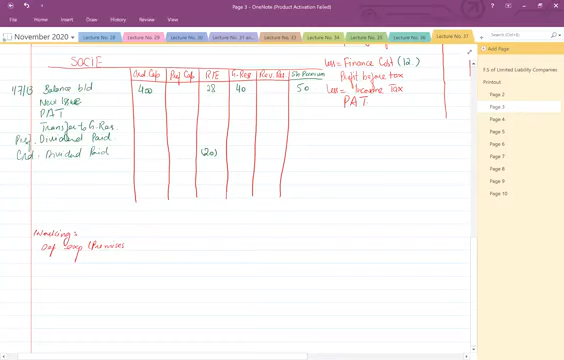 Page 3 - OneNote (Product Activation Failed)
File Home Insert Draw History Review View
November 2020
Lecture No. 28 Lecture No. 29 Lecture No. 30 Lecture No. 33 Lecture No. 34 Lecture No. 35 Lecture No. 36 Lecture No. 37
Add Page
F.S of Limited Liability Companies
Printout
Page 2
Page 3
Page 4
Page 5
Page 6
Page 7
Page 8
Page 9
Page 10
Less = Finance Cost (12)
Profit before tax
Less = Income Tax
PAT
SOCIE
Ord Cap Pref Cap RTE G. Res Rev. Res Sh Premium
1/7/13 Balance b/d 400 28 40 50
New Issue
PAT
Transfer to G. Res.
Pref. Dividend Paid
Ord. Dividend Paid (20)
Working:
Dep Exp (Premises